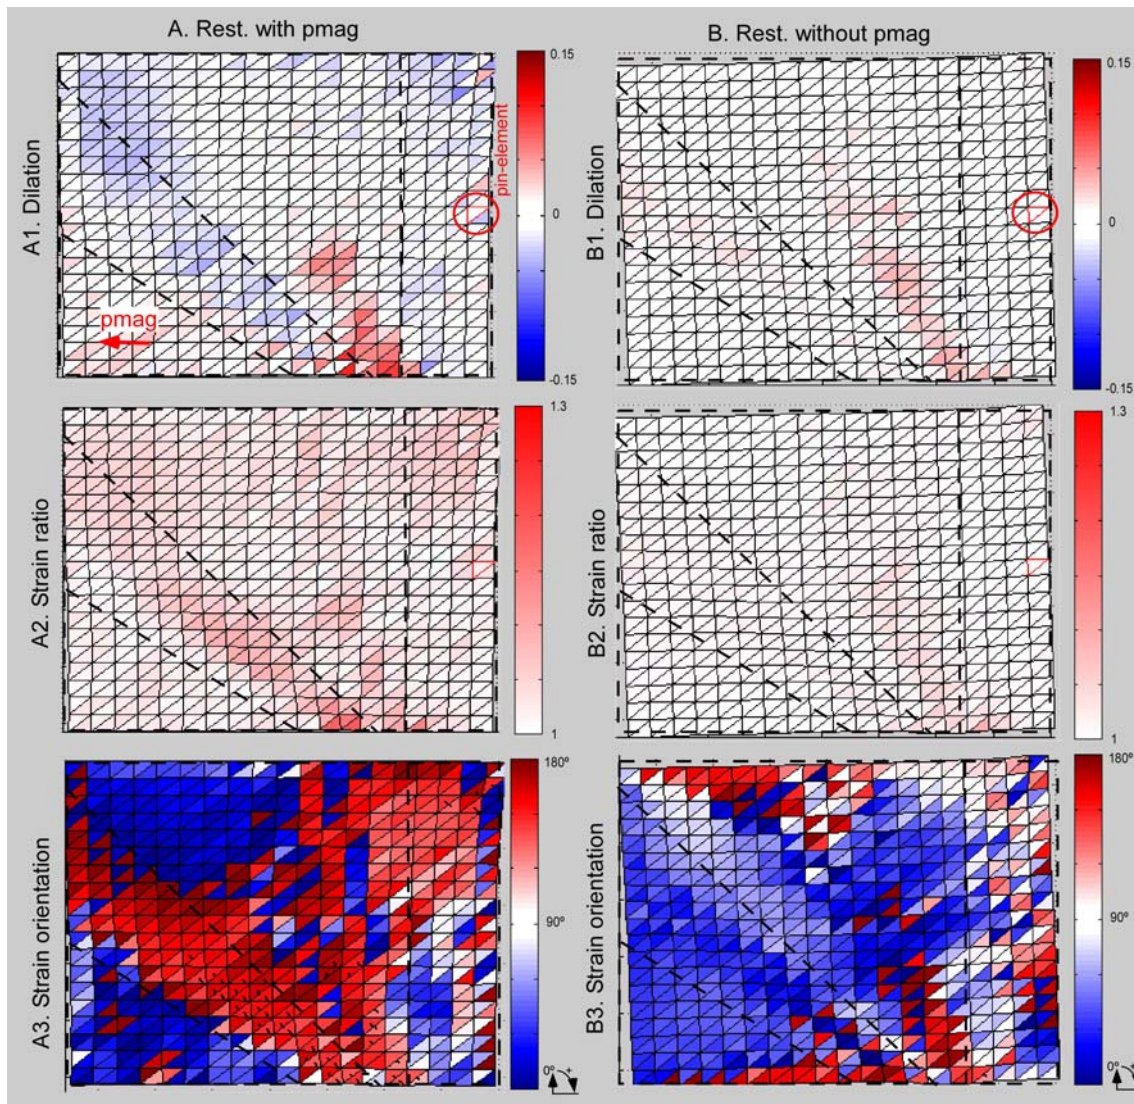 A. Rest. with pmag
B. Rest. without pmag
A1. Dilation
0.15
0
-0.15
pin-element
pmag
B1. Dilation
0.15
0
-0.15
A2. Strain ratio
1.3
1
B2. Strain ratio
1.3
1
A3. Strain orientation
180º
90º
0º
+
B3. Strain orientation
180º
90º
0º
+